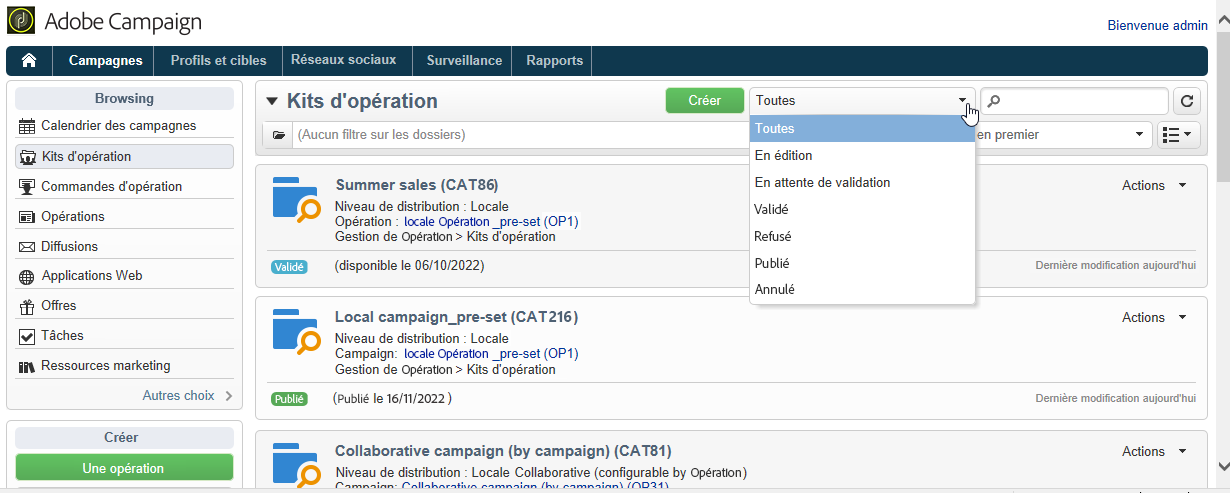 Adobe Campaign
Bienvenue admin
Campagnes Profils et cibles Réseaux sociaux Surveillance Rapports
Browsing
Calendrier des campagnes
Kits d'opération
Commandes d'opération
Opérations
Diffusions
Applications Web
Offres
Tâches
Ressources marketing
Autres choix
Créer
Une opération
Kits d'opération
Créer
Toutes
(Aucun filtre sur les dossiers)
en premier
Toutes
En édition
En attente de validation
Validé
Refusé
Publié
Annulé
Summer sales (CAT86)
Actions
Niveau de distribution : Locale
Opération : locale Opération _pre-set (OP1)
Gestion de Opération > Kits d'opération
Validé (disponible le 06/10/2022)
Dernière modification aujourd'hui
Local campaign_pre-set (CAT216)
Actions
Niveau de distribution : Locale
Campaign: locale Opération _pre-set (OP1)
Gestion de Opération > Kits d'opération
Publié (Publié le 16/11/2022 )
Dernière modification aujourd'hui
Collaborative campaign (by campaign) (CAT81)
Actions
Niveau de distribution : Locale Collaborative (configurable by Opération)
Campaign: Collaborative campaign (by campaign) (OP31)